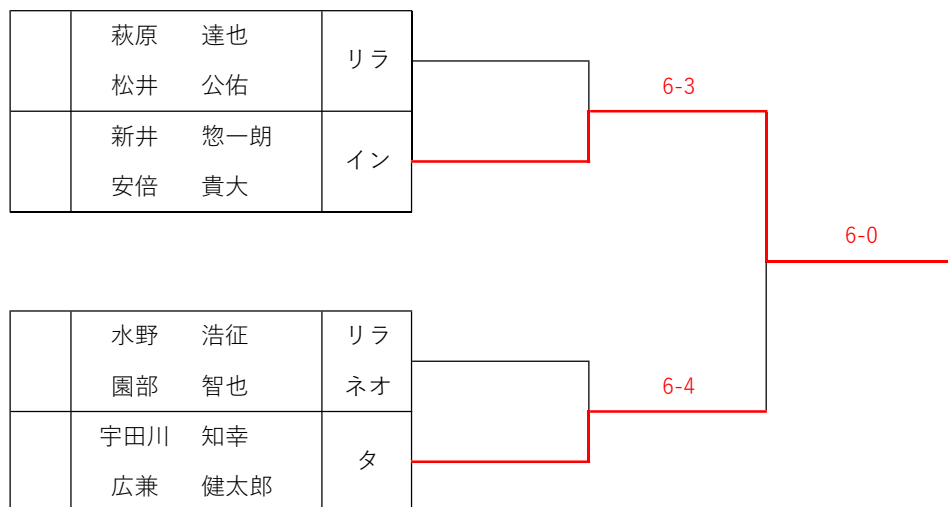 萩原 達也
リラ
松井 公佑
6-3
新井 惣一朗
イン
安倍 貴大
6-0
水野 浩征 リラ
園部 智也 ネオ
6-4
宇田川 知幸
タ
広兼 健太郎